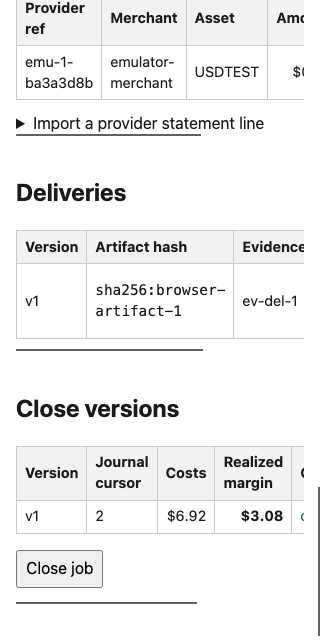 Provider ref Merchant Asset
emu-1-ba3a3d8b emulator-merchant USDTEST
▶ Import a provider statement line
Deliveries
Version Artifact hash Evidence
v1 sha256:browser-artifact-1 ev-del-1
Close versions
Version Journal cursor Costs Realized margin
v1 2 $6.92 $3.08
Close job